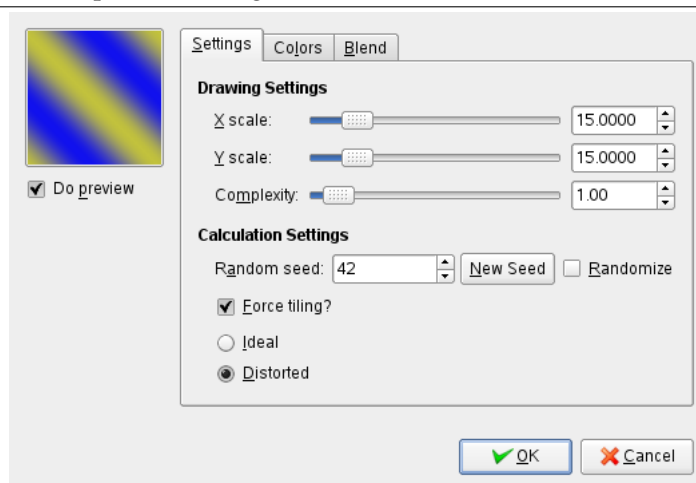 Settings Colors Blend
Drawing Settings
X scale: 15.0000
Y scale: 15.0000
Do preview
Complexity: 1.00
Calculation Settings
Random seed: 42 New Seed Randomize
Force tiling?
Ideal
Distorted
OK Cancel